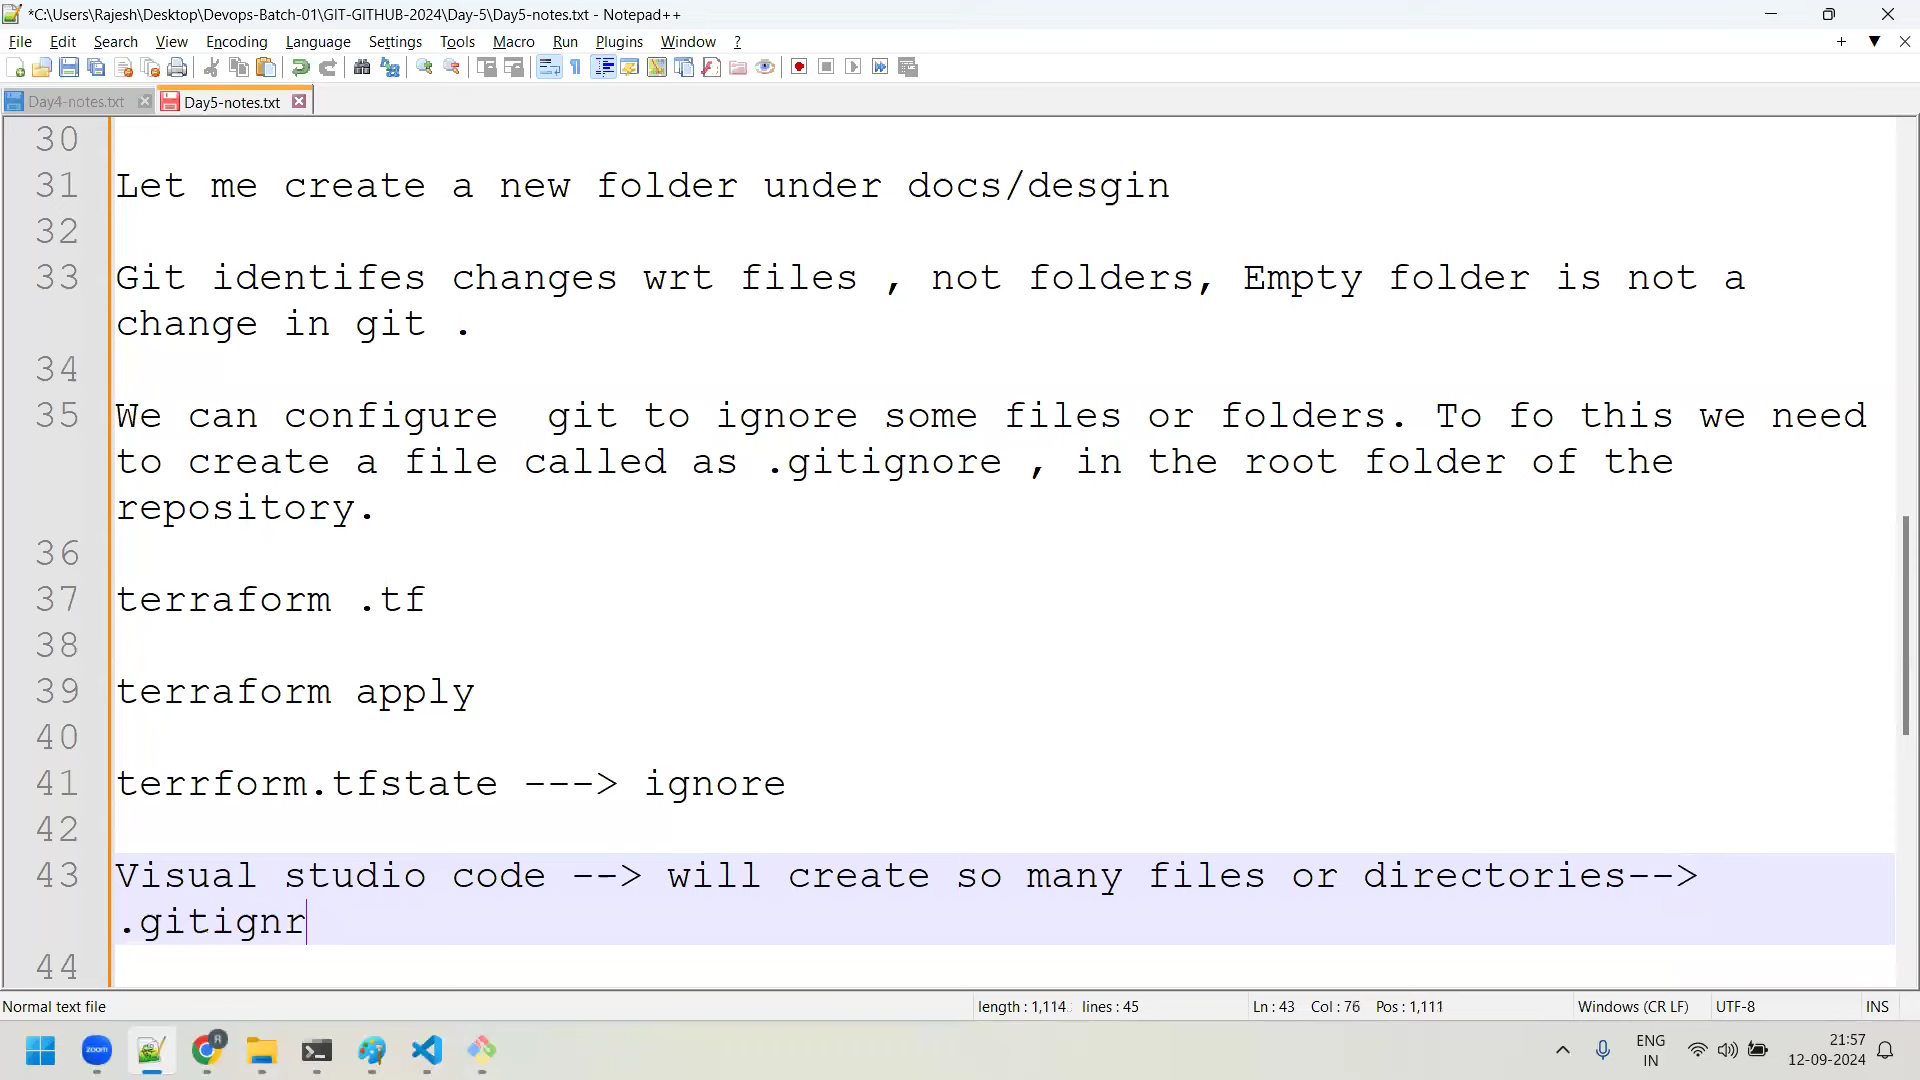 *C:\Users\Rajesh\Desktop\Devops-Batch-01\GIT-GITHUB-2024\Day-5\Day5-notes.txt - Notepad++
File Edit Search View Encoding Language Settings Tools Macro Run Plugins Window ?
Day4-notes.txt Day5-notes.txt
30
31 Let me create a new folder under docs/desgin
32
33 Git identifes changes wrt files , not folders, Empty folder is not a
change in git .
34
35 We can configure  git to ignore some files or folders. To fo this we need
to create a file called as .gitignore , in the root folder of the
repository.
36
37 terraform .tf
38
39 terraform apply
40
41 terrform.tfstate ---> ignore
42
43 Visual studio code --> will create so many files or directories-->
.gitignr
44
Normal text file length : 1,114 lines : 45 Ln : 43 Col : 76 Pos : 1,111 Windows (CR LF) UTF-8 INS
zoom R ENG 21:57
IN 12-09-2024